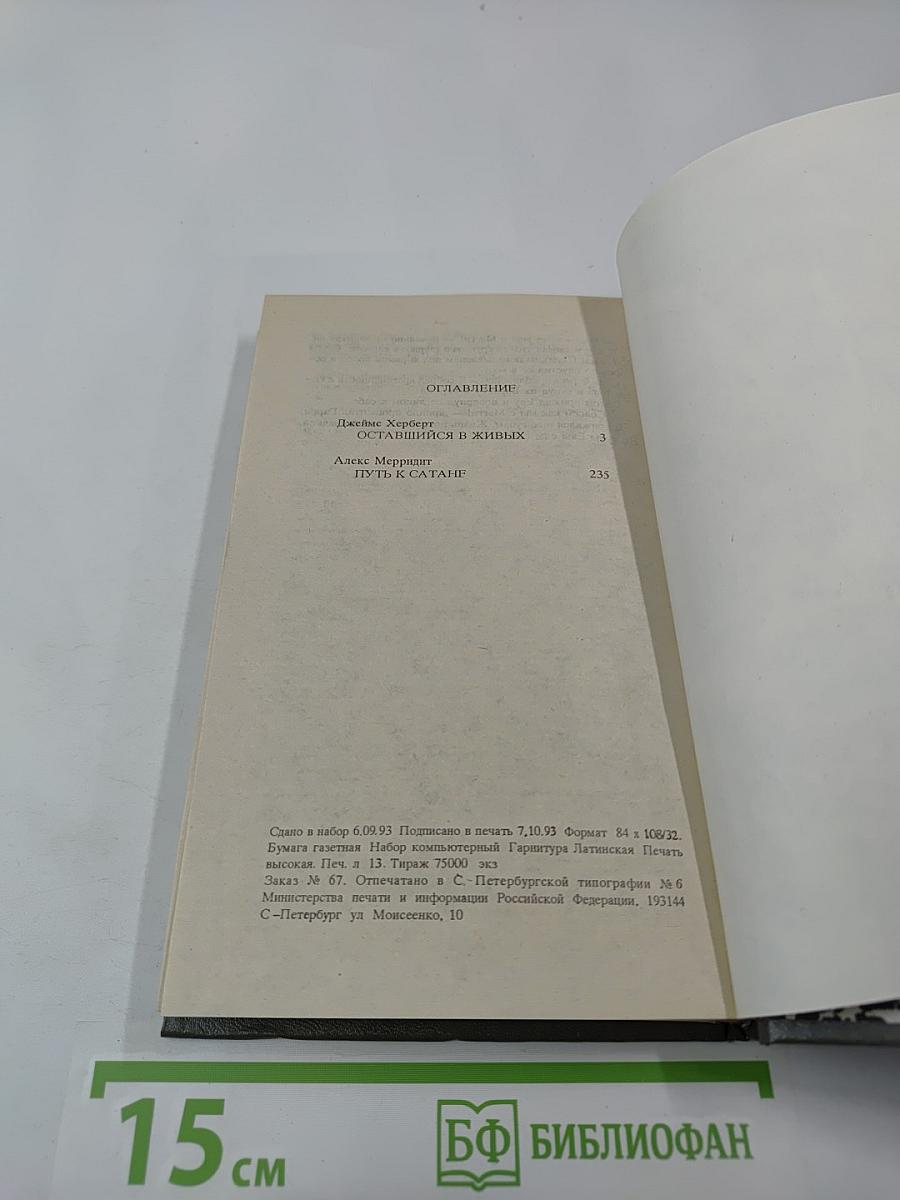 ОГЛАВЛЕНИЕ
Джеймс Херберт
ОСТАВШИЙСЯ В ЖИВЫХ 3
Алекс Мерридит
ПУТЬ К САТАНЕ 235
Сдано в набор 6.09.93 Подписано в печать 7.10.93 Формат 84 x 108/32.
Бумага газетная Набор компьютерный Гарнитура Латинская Печать
высокая. Печ. л 13. Тираж 75000 экз
Заказ № 67. Отпечатано в С.-Петербургской типографии № 6
Министерства печати и информации Российской Федерации. 193144
С-Петербург ул Моисеенко, 10
15 см
БФ БИБЛИОФАН